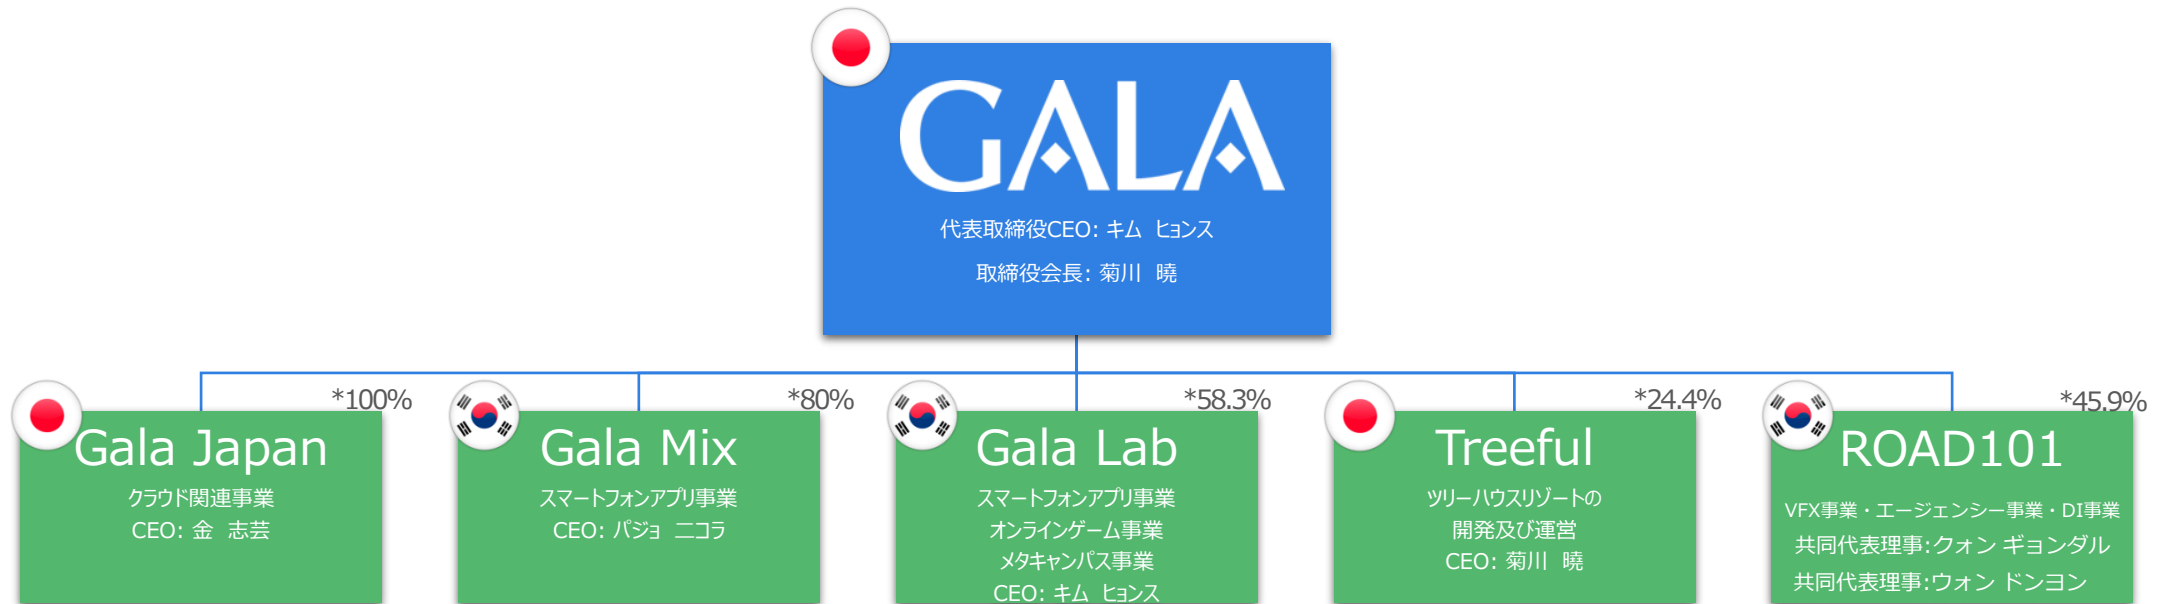 GALA
代表取締役CEO: キム ヒョンス
取締役会長: 菊川 曉
*100%
Gala Japan
クラウド関連事業
CEO: 金 志芸
*80%
Gala Mix
スマートフォンアプリ事業
CEO: パジョ ニコラ
*58.3%
Gala Lab
スマートフォンアプリ事業
オンラインゲーム事業
メタキャンパス事業
CEO: キム ヒョンス
*24.4%
Treeful
ツリーハウスリゾートの
開発及び運営
CEO: 菊川 曉
*45.9%
ROAD101
VFX事業・エージェンシー事業・DI事業
共同代表理事:クォン ギョンダル
共同代表理事:ウォン ドンヨン